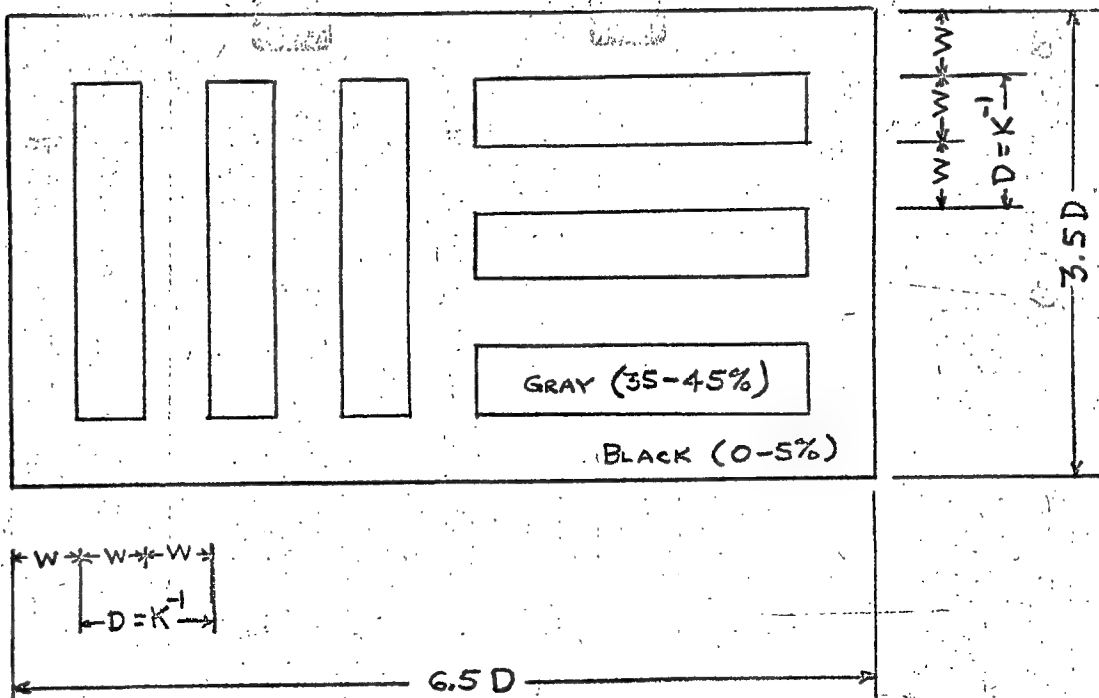 W
W
W
D=K⁻¹
3.5 D
GRAY (35-45%)
BLACK (0-5%)
W W W
D=K⁻¹
6.5 D